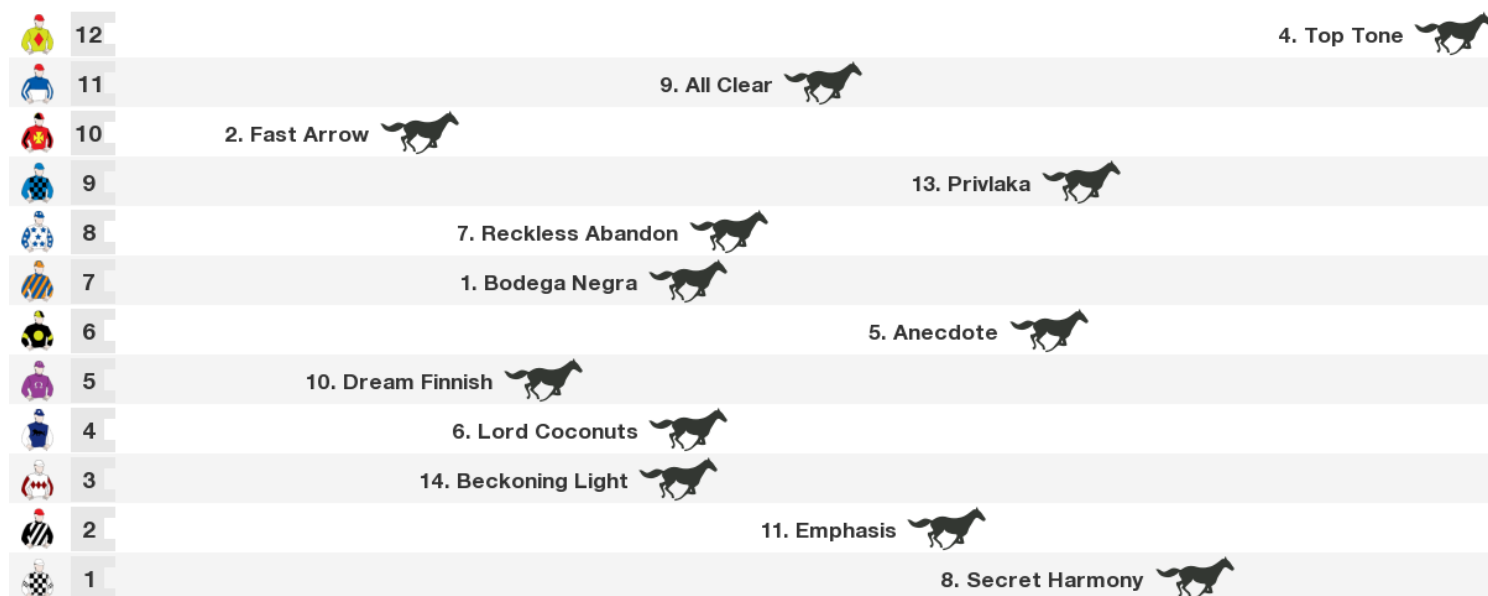 12 4. Top Tone
11 9. All Clear
10 2. Fast Arrow
9 13. Privlaka
8 7. Reckless Abandon
7 1. Bodega Negra
6 5. Anecdote
5 10. Dream Finnish
4 6. Lord Coconuts
3 14. Beckoning Light
2 11. Emphasis
1 8. Secret Harmony